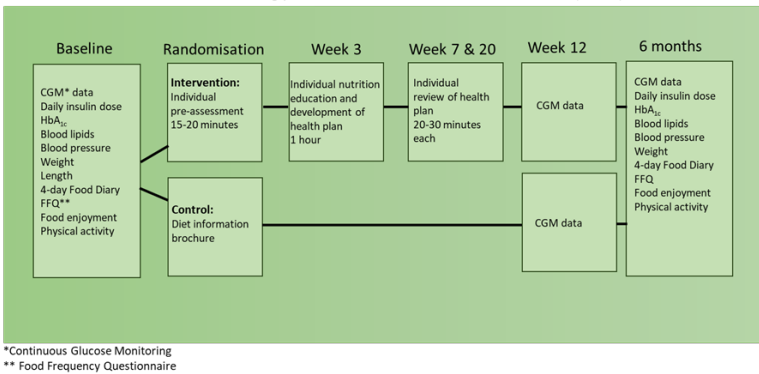 Baseline
Randomisation
Week 3
Week 7 & 20
Week 12
6 months
CGM* data
Daily insulin dose
HbA1c
Blood lipids
Blood pressure
Weight
Length
4-day Food Diary
FFQ**
Food enjoyment
Physical activity
Intervention:
Individual
pre-assessment
15-20 minutes
Individual nutrition
education and
development of
health plan
1 hour
Individual
review of health
plan
20-30 minutes
each
CGM data
CGM data
Daily insulin dose
HbA1c
Blood lipids
Blood pressure
Weight
4-day Food Diary
FFQ
Food enjoyment
Physical activity
Control:
Diet information
brochure
CGM data
*Continuous Glucose Monitoring
** Food Frequency Questionnaire